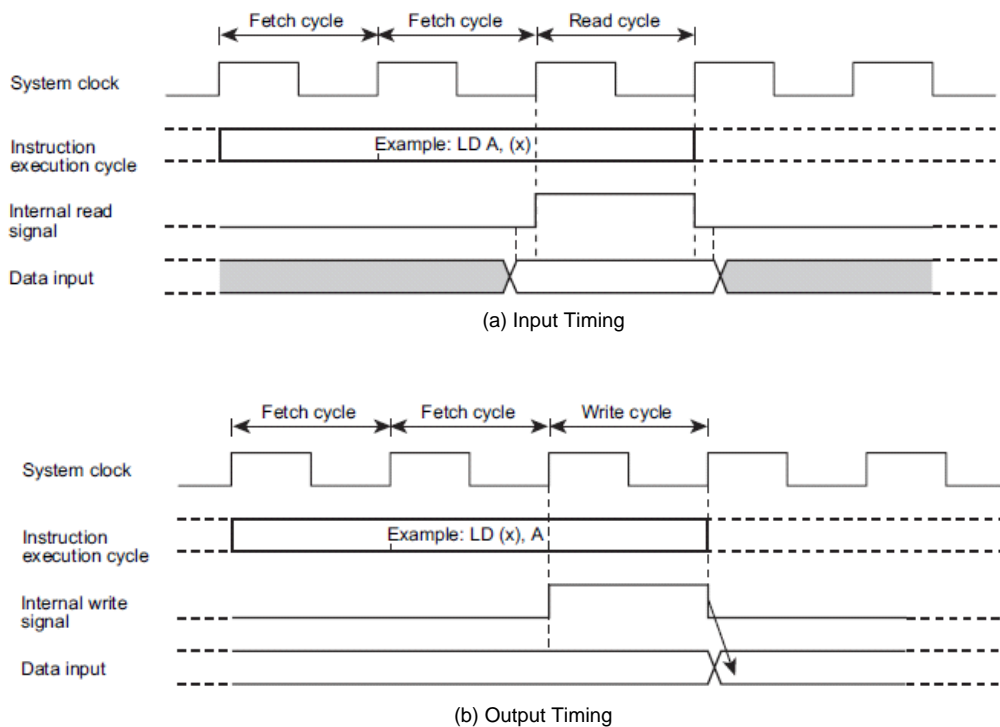 Fetch cycle Fetch cycle Read cycle
System clock
Instruction
execution cycle
Example: LD A, (x)
Internal read
signal
Data input
(a) Input Timing
Fetch cycle Fetch cycle Write cycle
System clock
Instruction
execution cycle
Example: LD (x), A
Internal write
signal
Data input
(b) Output Timing